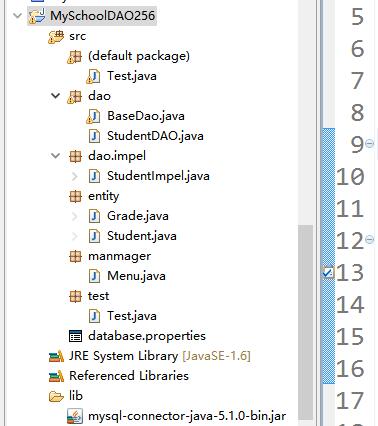 MySchoolDAO256
src
(default package)
Test.java
dao
BaseDao.java
StudentDAO.java
dao.impel
StudentImpel.java
entity
Grade.java
Student.java
manmager
Menu.java
test
Test.java
database.properties
JRE System Library [JavaSE-1.6]
Referenced Libraries
lib
mysql-connector-java-5.1.0-bin.jar
5
6
7
8
9
10
11
12
13
14
15
16
17